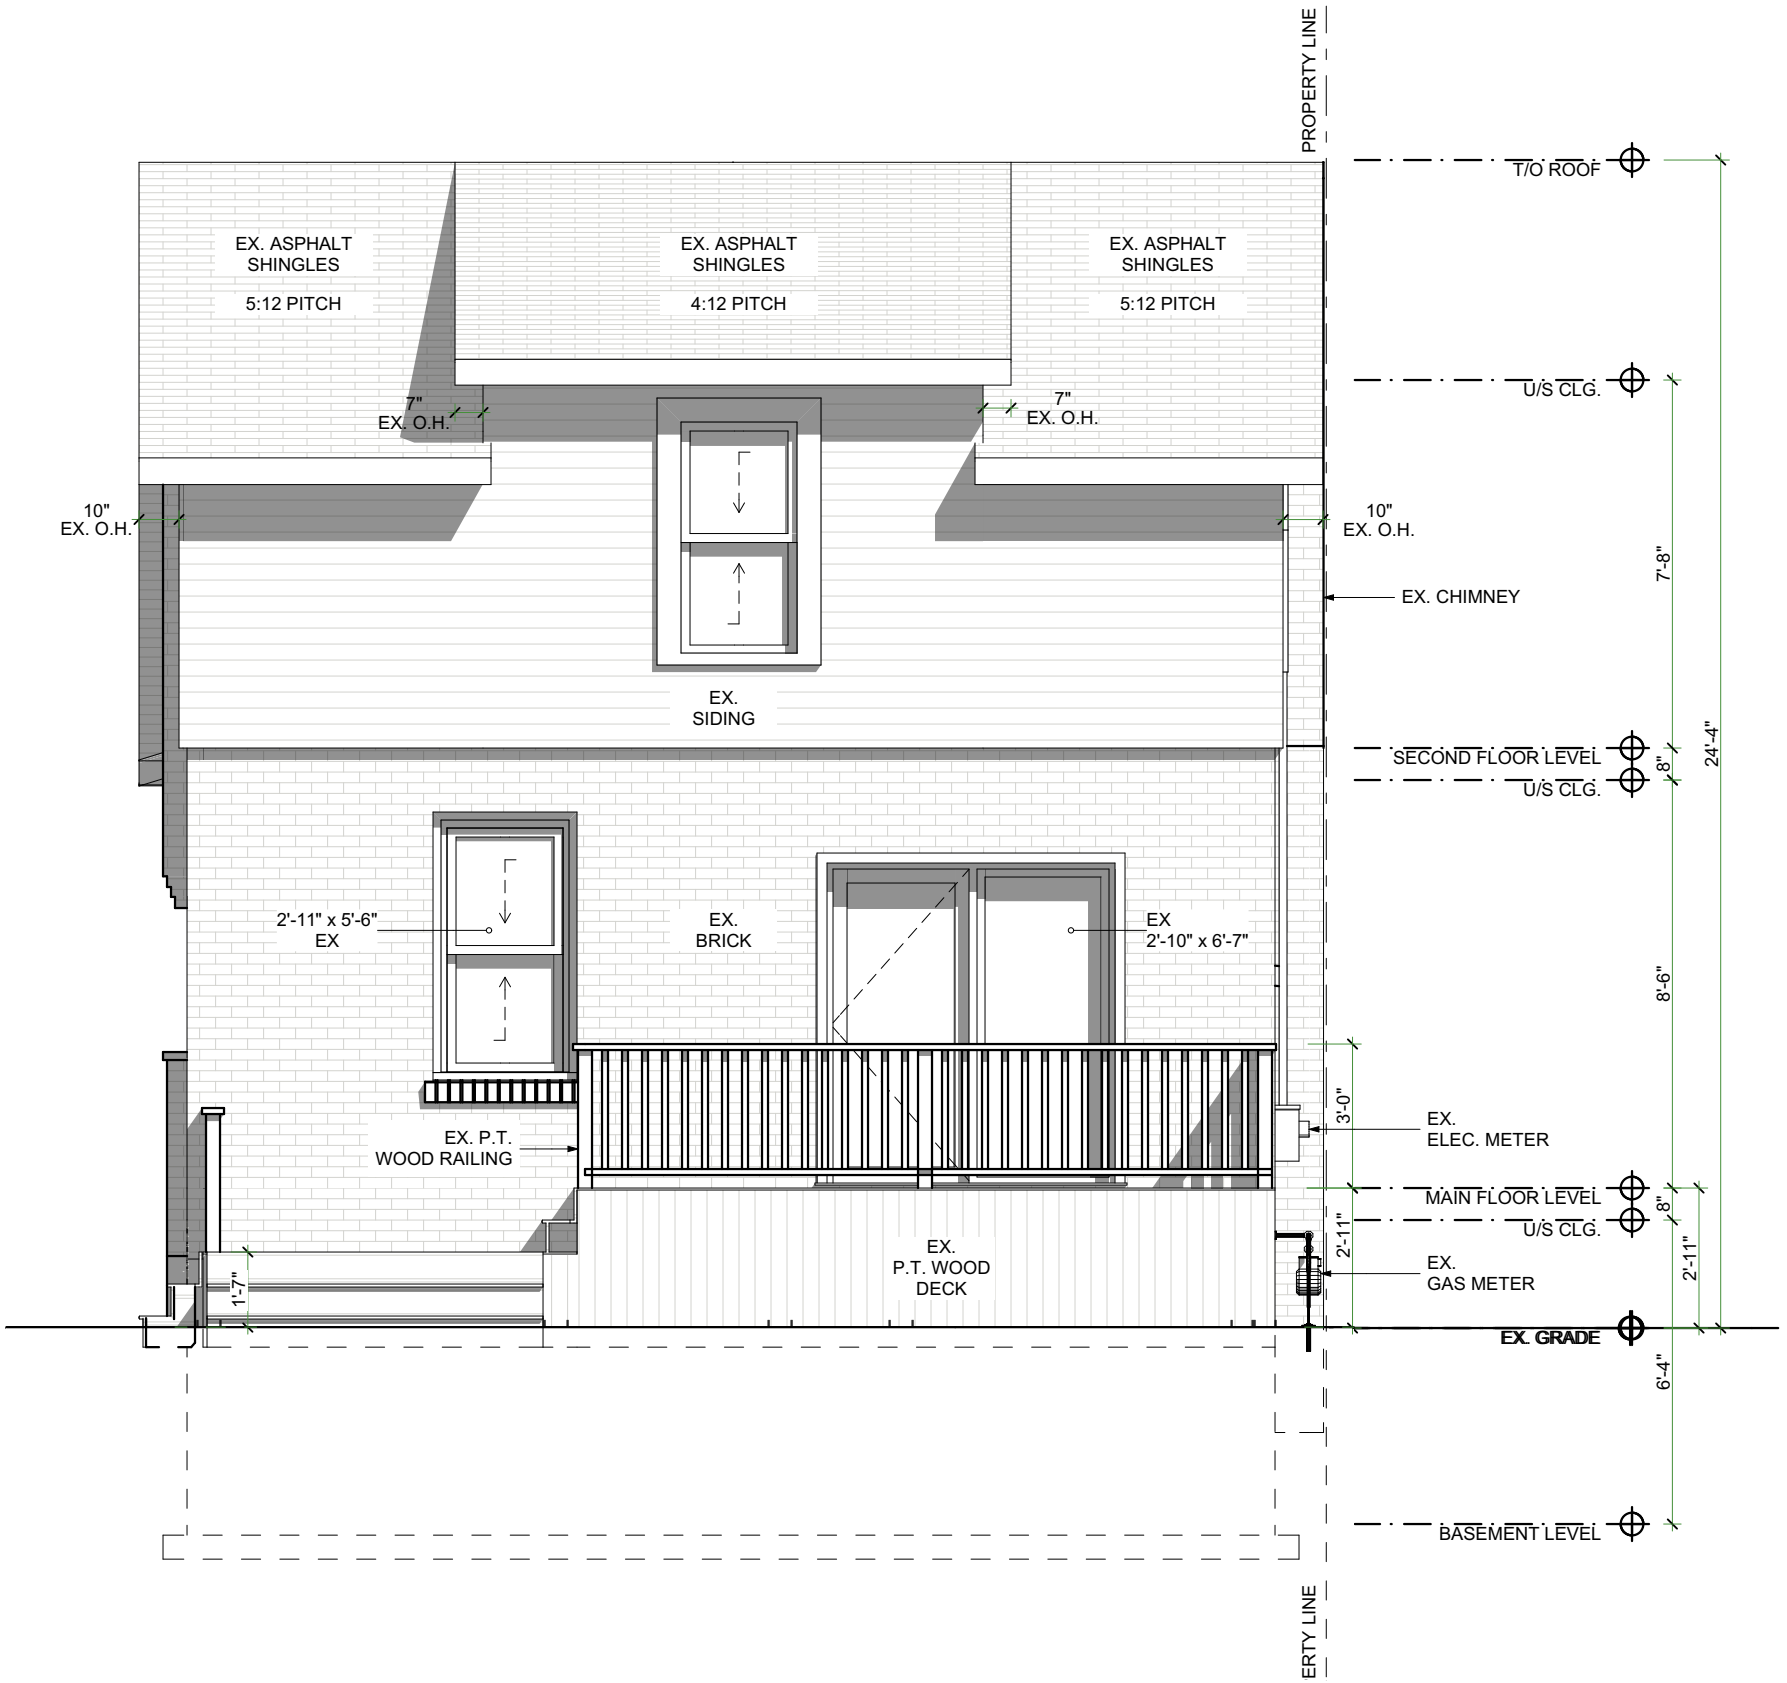 PROPERTY LINE
T/O ROOF
EX. ASPHALT
SHINGLES
5:12 PITCH
EX. ASPHALT
SHINGLES
4:12 PITCH
EX. ASPHALT
SHINGLES
5:12 PITCH
U/S CLG.
7"
EX. O.H.
7"
EX. O.H.
10"
EX. O.H.
10"
EX. O.H.
7'-8"
EX. CHIMNEY
EX.
SIDING
24'-4"
SECOND FLOOR LEVEL
8"
U/S CLG.
2'-11" x 5'-6"
EX
EX.
BRICK
EX
2'-10" x 6'-7"
8'-6"
3'-0"
EX.
ELEC. METER
EX. P.T.
WOOD RAILING
MAIN FLOOR LEVEL
8"
U/S CLG.
2'-11"
2'-11"
EX.
P.T. WOOD
DECK
EX.
GAS METER
1'-7"
EX. GRADE
6'-4"
BASEMENT LEVEL
ERTY LINE